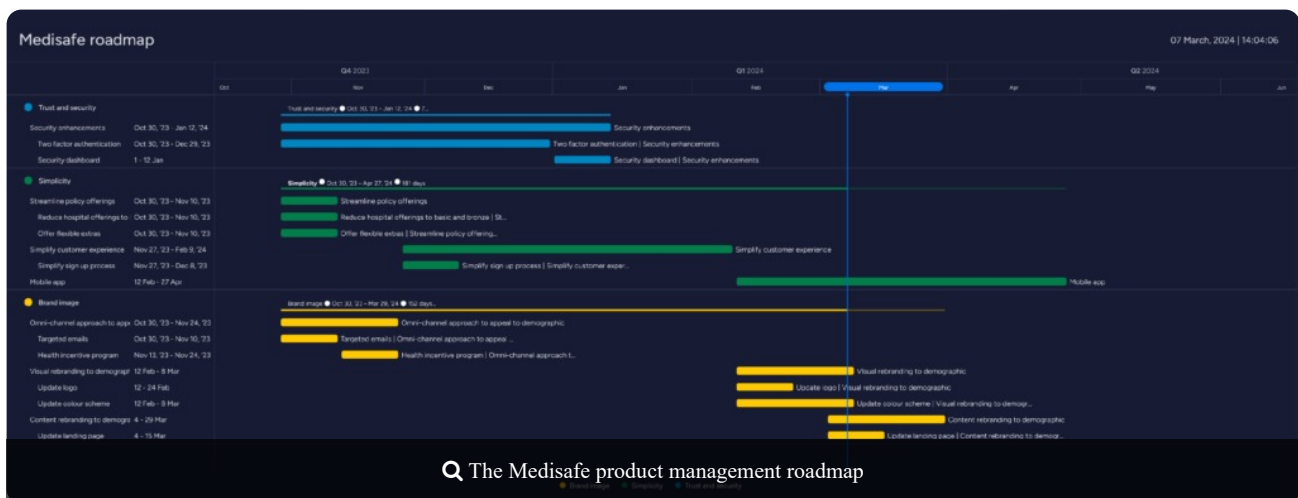 Medisafe roadmap
07 March, 2024 | 14:04:06
Q4 2023 Q1 2024 Q2 2024
Oct Nov Dec Jan Feb Mar Apr May Jun
Trust and security Trust and security Oct 30, '23 - Jan 12, '24 7...
Security enhancements Oct 30, '23 - Jan 12, '24 Security enhancements
Two factor authentication Oct 30, '23 - Dec 29, '23 Two factor authentication | Security enhancements
Security dashboard 1 - 12 Jan Security dashboard | Security enhancements
Simplicity Simplicity Oct 30, '23 - Apr 27, '24 181 days
Streamline policy offerings Oct 30, '23 - Nov 10, '23 Streamline policy offerings
Reduce hospital offerings to Oct 30, '23 - Nov 10, '23 Reduce hospital offerings to basic and bronze | St...
Offer flexible extras Oct 30, '23 - Nov 10, '23 Offer flexible extras | Streamline policy offering...
Simplify customer experience Nov 27, '23 - Feb 9, '24 Simplify customer experience
Simplify sign up process Nov 27, '23 - Dec 8, '23 Simplify sign up process | Simplify customer exper...
Mobile app 12 Feb - 27 Apr Mobile app
Brand image Brand image Oct 30, '23 - Mar 29, '24 152 days...
Omni-channel approach to appe Oct 30, '23 - Nov 24, '23 Omni-channel approach to appeal to demographic
Targeted emails Oct 30, '23 - Nov 10, '23 Targeted emails | Omni-channel approach to appeal ...
Health incentive program Nov 13, '23 - Nov 24, '23 Health incentive program | Omni-channel approach t...
Visual rebranding to demograph 12 Feb - 8 Mar Visual rebranding to demographic
Update logo 12 - 24 Feb Update logo | Visual rebranding to demographic
Update colour scheme 12 Feb - 8 Mar Update colour scheme | Visual rebranding to demogr...
Content rebranding to demogra 4 - 29 Mar Content rebranding to demographic
Update landing page 4 - 15 Mar Update landing page | Content rebranding to demogr...
The Medisafe product management roadmap
Brand image Simplicity Trust and security